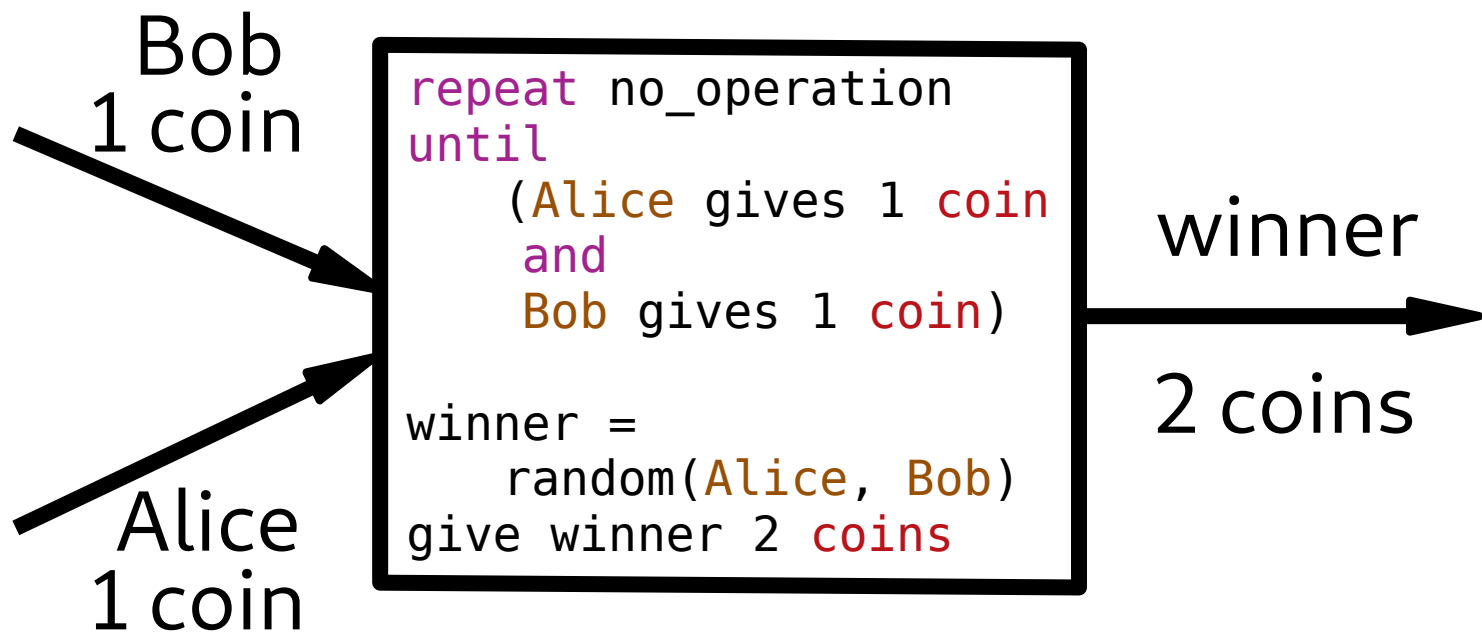 Bob
1 coin
repeat no_operation
until
(Alice gives 1 coin
and
Bob gives 1 coin)
winner =
random(Alice, Bob)
give winner 2 coins
Alice
1 coin
winner
2 coins